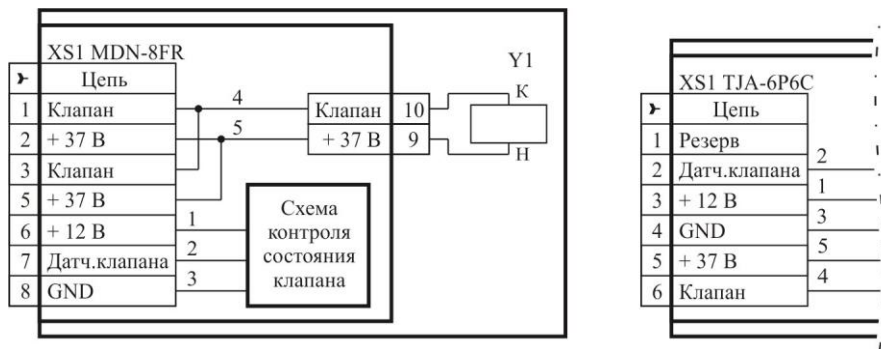 XS1 MDN-8FR
Цепь
1 Клапан 4 Клапан 10
2 + 37 В 5 + 37 В 9
3 Клапан
5 + 37 В
6 + 12 В 1
7 Датч.клапана 2
8 GND 3
Схема
контроля
состояния
клапана
Y1
К
Н
XS1 TJA-6P6C
Цепь
1 Резерв
2 Датч.клапана 2
3 + 12 В 1
4 GND 3
5 + 37 В 5
6 Клапан 4